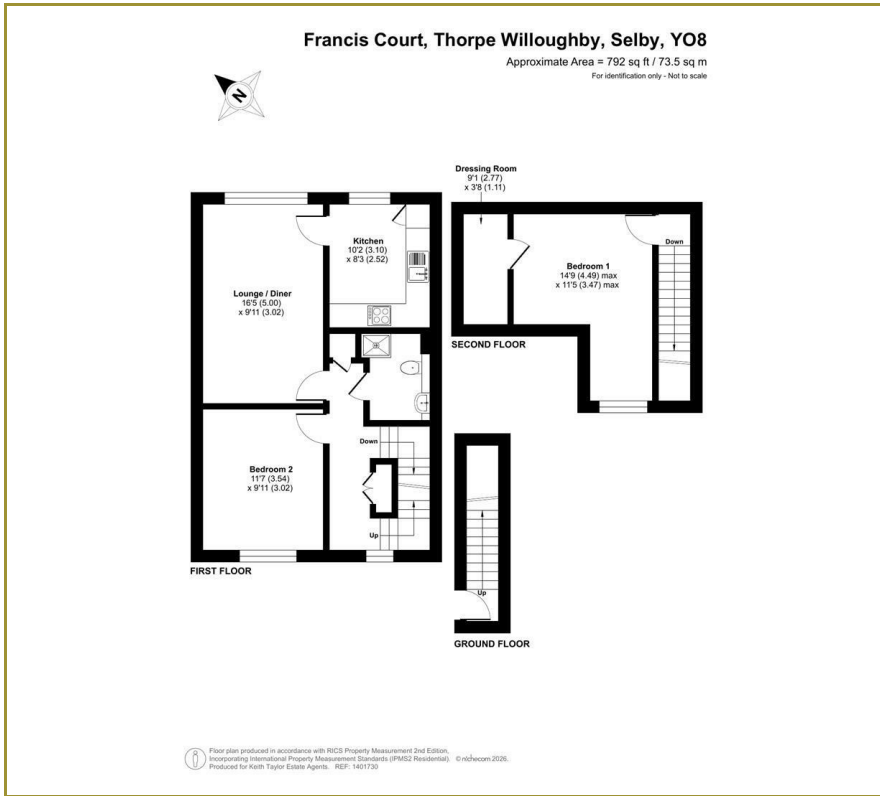 Francis Court, Thorpe Willoughby, Selby, YO8
Approximate Area = 792 sq ft / 73.5 sq m
For identification only - Not to scale
N
Dressing Room
9'1 (2.77)
x 3'8 (1.11)
Kitchen
10'2 (3.10)
x 8'3 (2.52)
Lounge / Diner
16'5 (5.00)
x 9'11 (3.02)
Bedroom 1
14'9 (4.49) max
x 11'5 (3.47) max
Down
SECOND FLOOR
Down
Bedroom 2
11'7 (3.54)
x 9'11 (3.02)
Up
FIRST FLOOR
Up
GROUND FLOOR
Floor plan produced in accordance with RICS Property Measurement 2nd Edition,
Incorporating International Property Measurement Standards (IPMS2 Residential). © nichecom 2026.
Produced for Keith Taylor Estate Agents. REF: 1401730